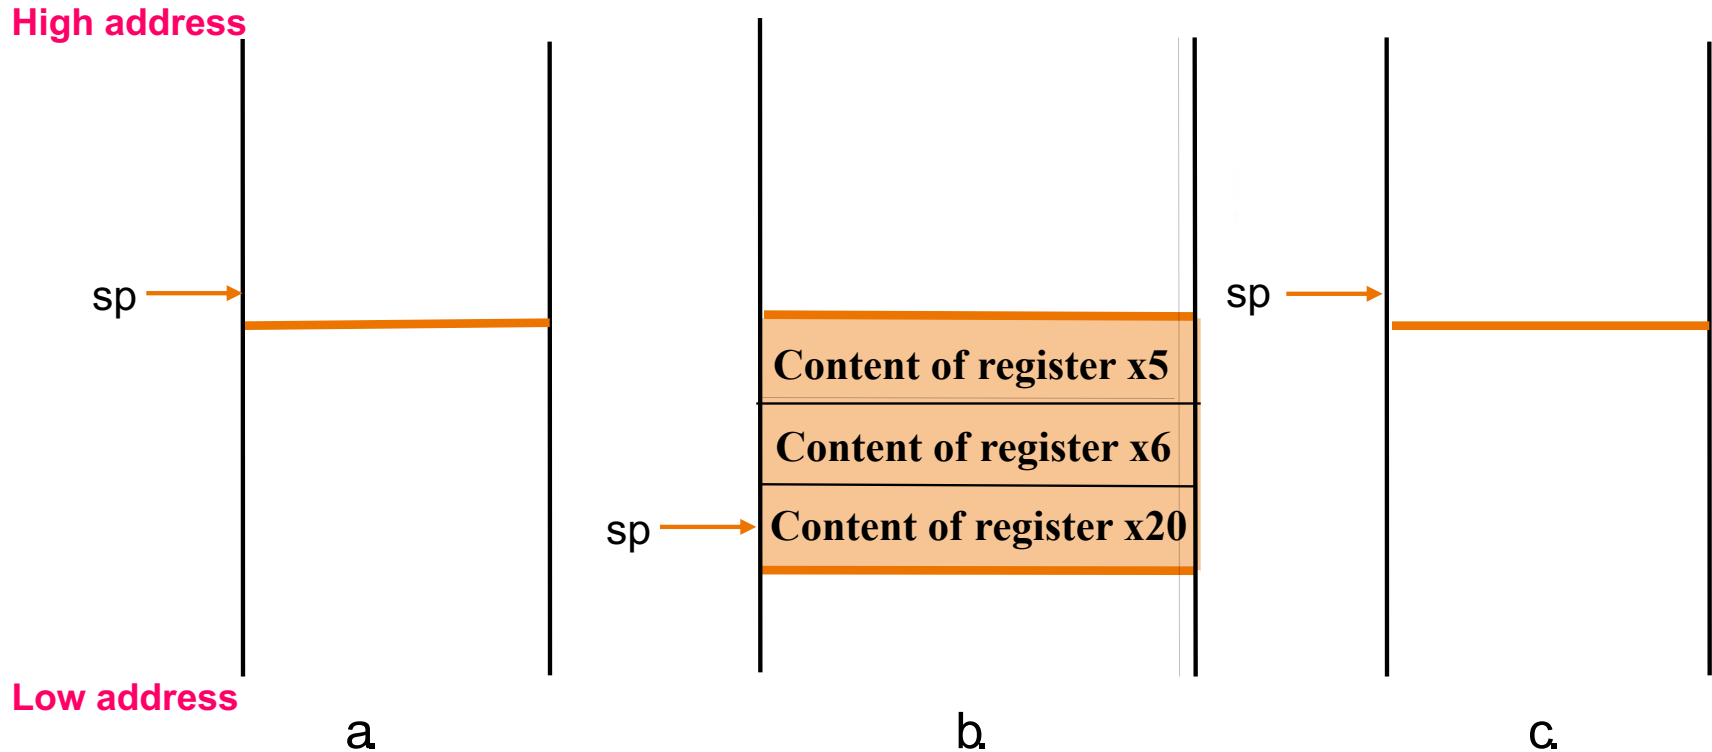 High address
sp
sp
Content of register x5
Content of register x6
sp
Content of register x20
Low address
a.
b.
c.